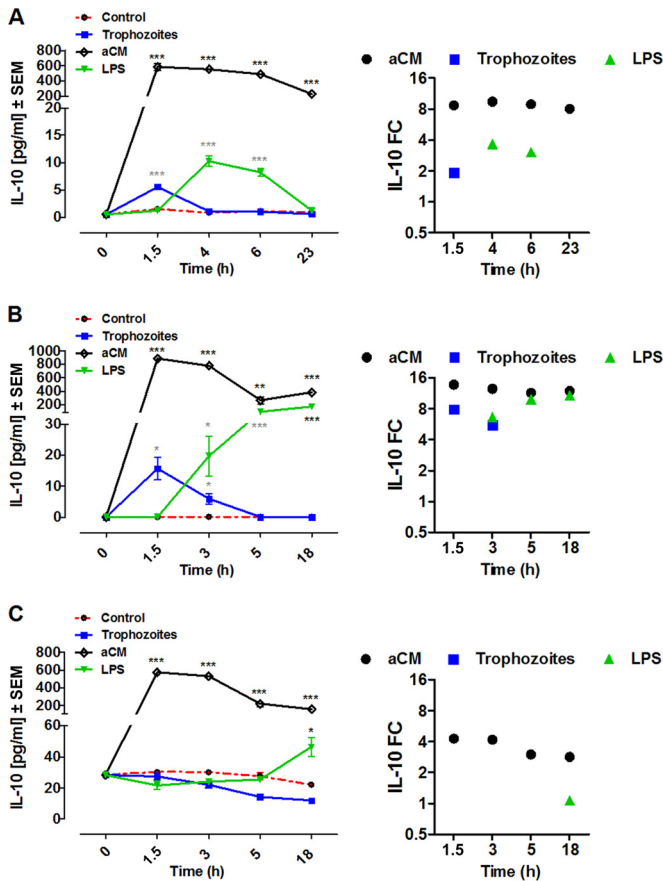 A
Control
Trophozoites
aCM
LPS
IL-10 [pg/ml] ± SEM
800
600
400
200
20
15
10
5
0
***
***
***
***
***
***
***
0
1.5
4
6
23
Time (h)
aCM
Trophozoites
LPS
IL-10 FC
16
8
4
2
1
0.5
1.5
4
6
23
Time (h)
B
Control
Trophozoites
aCM
LPS
IL-10 [pg/ml] ± SEM
1000
800
600
400
200
30
20
10
0
***
***
**
***
*
*
*
***
***
0
1.5
3
5
18
Time (h)
aCM
Trophozoites
LPS
IL-10 FC
16
4
1
0.5
1.5
3
5
18
Time (h)
C
Control
Trophozoites
aCM
LPS
IL-10 [pg/ml] ± SEM
800
600
400
200
60
40
20
0
***
***
***
***
*
0
1.5
3
5
18
Time (h)
aCM
Trophozoites
LPS
IL-10 FC
16
4
2
1
0.5
1.5
3
5
18
Time (h)